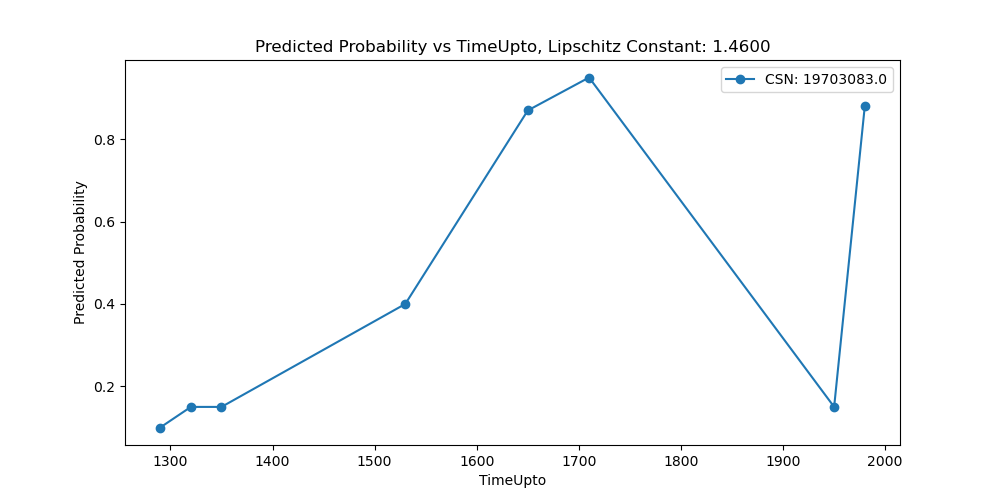 Predicted Probability vs TimeUpto, Lipschitz Constant: 1.4600
CSN: 19703083.0
Predicted Probability
0.8
0.6
0.4
0.2
1300 1400 1500 1600 1700 1800 1900 2000
TimeUpto